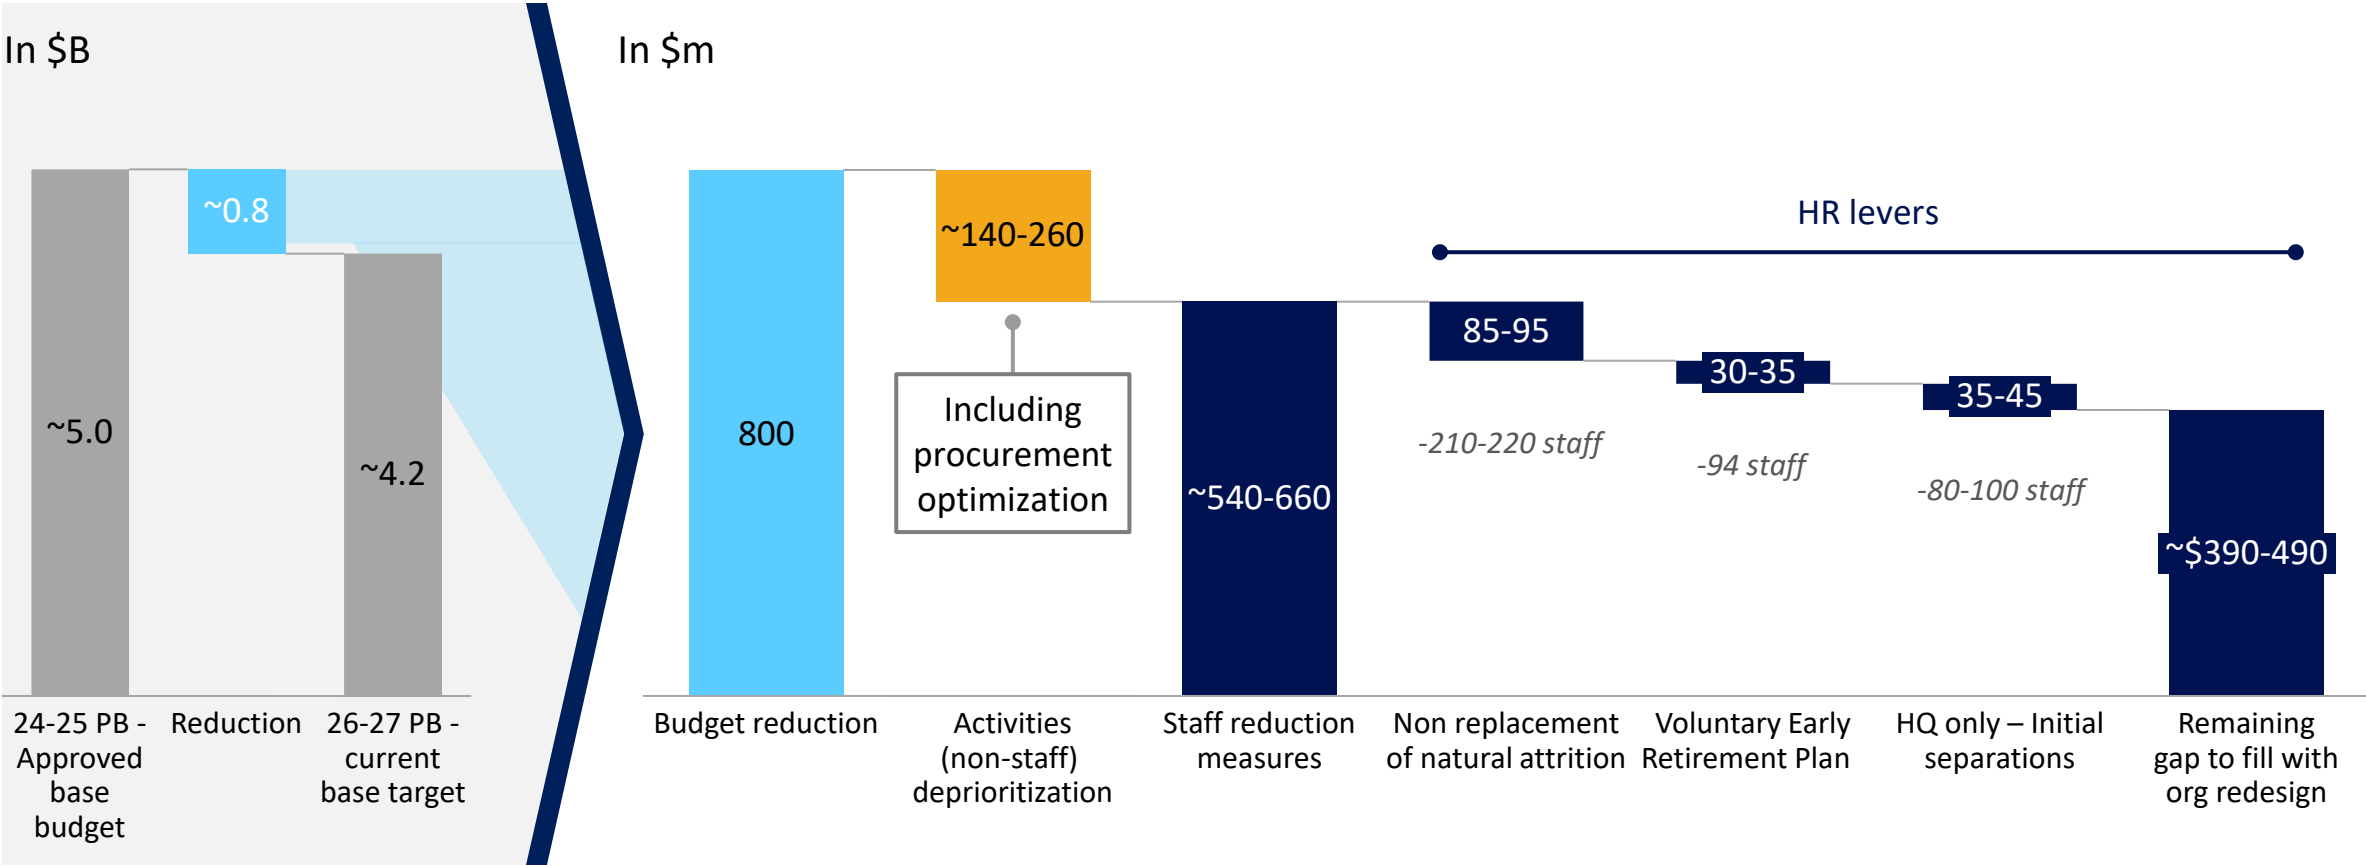 In $B
In $m
~0.8
~5.0
~4.2
800
~140-260
Including
procurement
optimization
~540-660
HR levers
85-95
-210-220 staff
30-35
-94 staff
35-45
-80-100 staff
~$390-490
24-25 PB -
Approved
base
budget
Reduction
26-27 PB -
current
base target
Budget reduction
Activities
(non-staff)
deprioritization
Staff reduction
measures
Non replacement
of natural attrition
Voluntary Early
Retirement Plan
HQ only – Initial
separations
Remaining
gap to fill with
org redesign